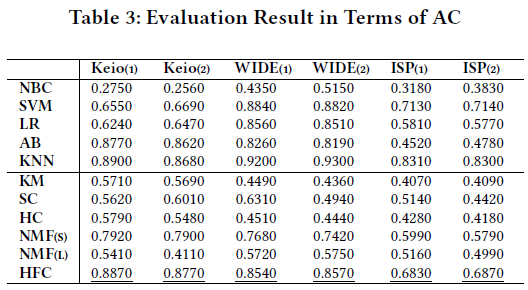 Table 3: Evaluation Result in Terms of AC
Keio(1) Keio(2) WIDE(1) WIDE(2) ISP(1) ISP(2)
NBC 0.2750 0.2560 0.4350 0.5150 0.3180 0.3830
SVM 0.6550 0.6690 0.8840 0.8820 0.7130 0.7140
LR 0.6240 0.6470 0.8560 0.8510 0.5810 0.5770
AB 0.8770 0.8620 0.8260 0.8190 0.4520 0.4780
KNN 0.8900 0.8680 0.9200 0.9300 0.8310 0.8300
KM 0.5710 0.5690 0.4490 0.4360 0.4070 0.4090
SC 0.5620 0.6010 0.6310 0.4940 0.5140 0.4420
HC 0.5790 0.5480 0.4510 0.4440 0.4280 0.4180
NMF(S) 0.7920 0.7900 0.7680 0.7420 0.5990 0.5790
NMF(L) 0.5410 0.4110 0.5720 0.5750 0.5160 0.4990
HFC 0.8870 0.8770 0.8540 0.8570 0.6830 0.6870